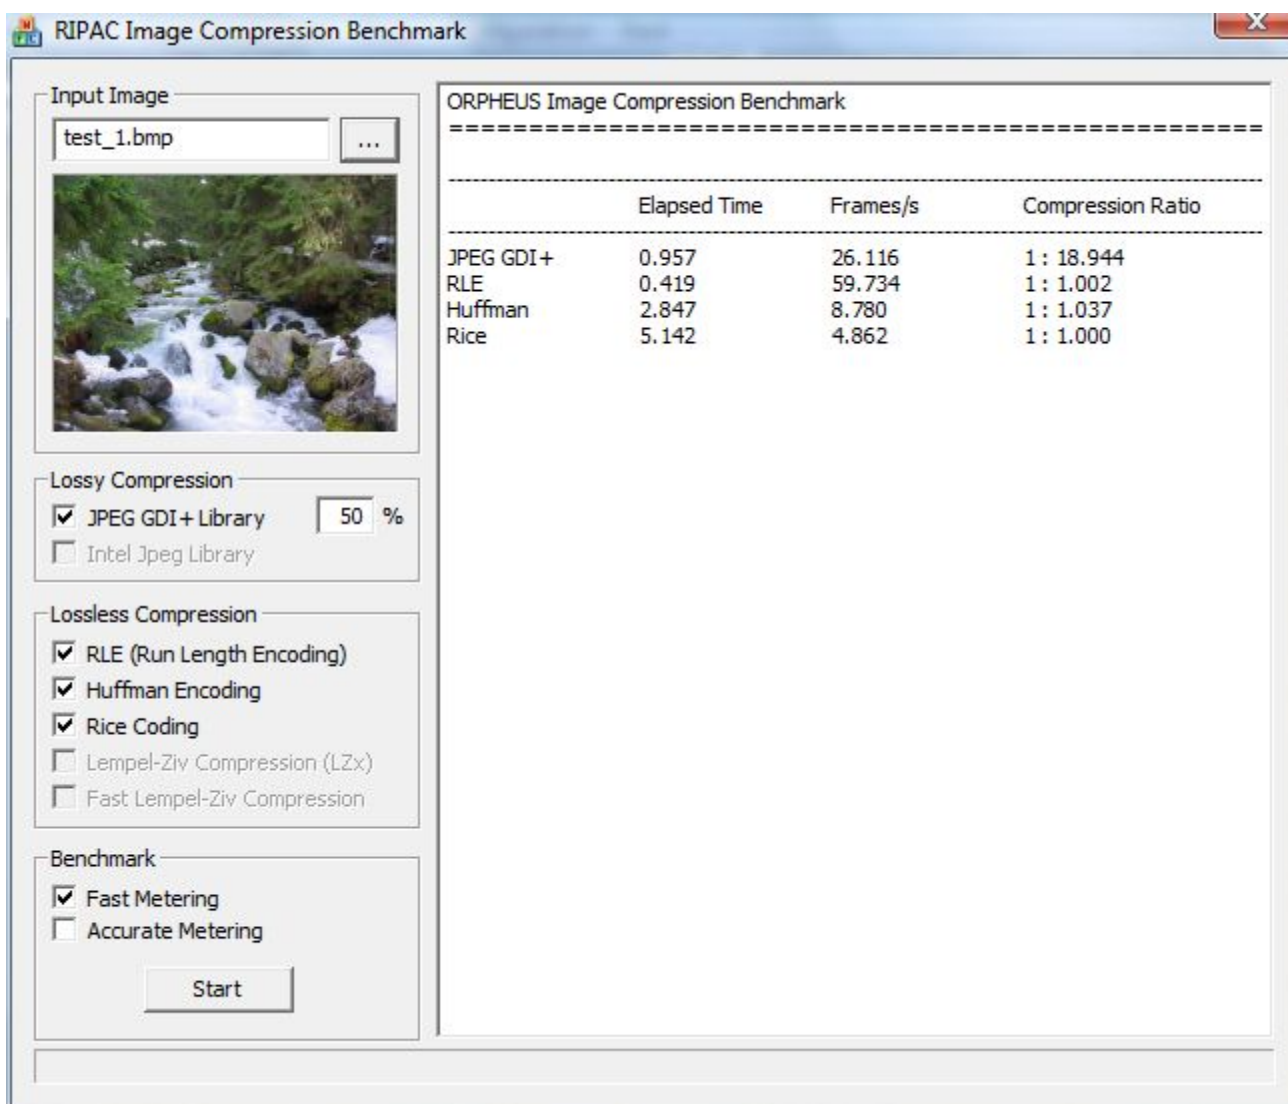 RIPAC Image Compression Benchmark
X
Input Image
test_1.bmp
...
Lossy Compression
JPEG GDI+ Library 50 %
Intel Jpeg Library
Lossless Compression
RLE (Run Length Encoding)
Huffman Encoding
Rice Coding
Lempel-Ziv Compression (LZx)
Fast Lempel-Ziv Compression
Benchmark
Fast Metering
Accurate Metering
Start
ORPHEUS Image Compression Benchmark
Elapsed Time Frames/s Compression Ratio
JPEG GDI+ 0.957 26.116 1 : 18.944
RLE 0.419 59.734 1 : 1.002
Huffman 2.847 8.780 1 : 1.037
Rice 5.142 4.862 1 : 1.000